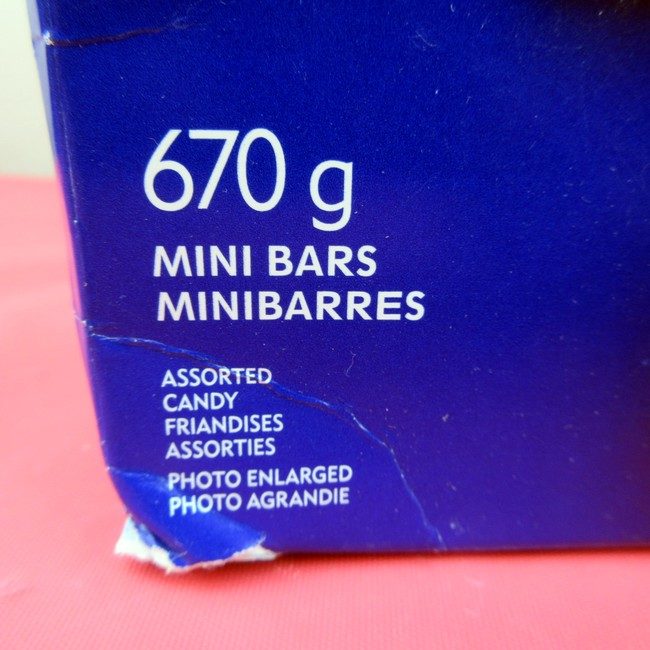 670 g
MINI BARS
MINIBARRES
ASSORTED
CANDY
FRIANDISES
ASSORTIES
PHOTO ENLARGED
PHOTO AGRANDIE